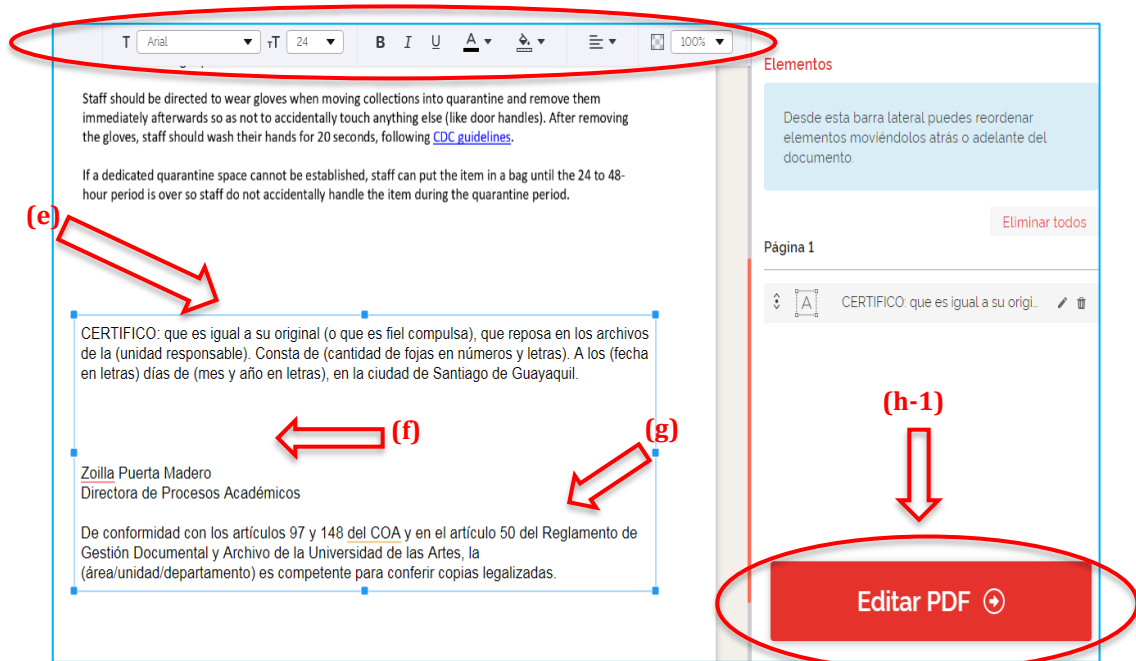 T Arial
TT 24
B I U A
100%
Elementos
Staff should be directed to wear gloves when moving collections into quarantine and remove them
immediately afterwards so as not to accidentally touch anything else (like door handles). After removing
the gloves, staff should wash their hands for 20 seconds, following CDC guidelines.
If a dedicated quarantine space cannot be established, staff can put the item in a bag until the 24 to 48-
hour period is over so staff do not accidentally handle the item during the quarantine period.
Desde esta barra lateral puedes reordenar
elementos moviéndolos atrás o adelante del
documento.
Eliminar todos
Página 1
A CERTIFICO: que es igual a su origi...
(e)
CERTIFICO: que es igual a su original (o que es fiel compulsa), que reposa en los archivos
de la (unidad responsable). Consta de (cantidad de fojas en números y letras). A los (fecha
en letras) días de (mes y año en letras), en la ciudad de Santiago de Guayaquil.
(f)
(g)
(h-1)
Zoilla Puerta Madero
Directora de Procesos Académicos
De conformidad con los artículos 97 y 148 del COA y en el artículo 50 del Reglamento de
Gestión Documental y Archivo de la Universidad de las Artes, la
(área/unidad/departamento) es competente para conferir copias legalizadas.
Editar PDF